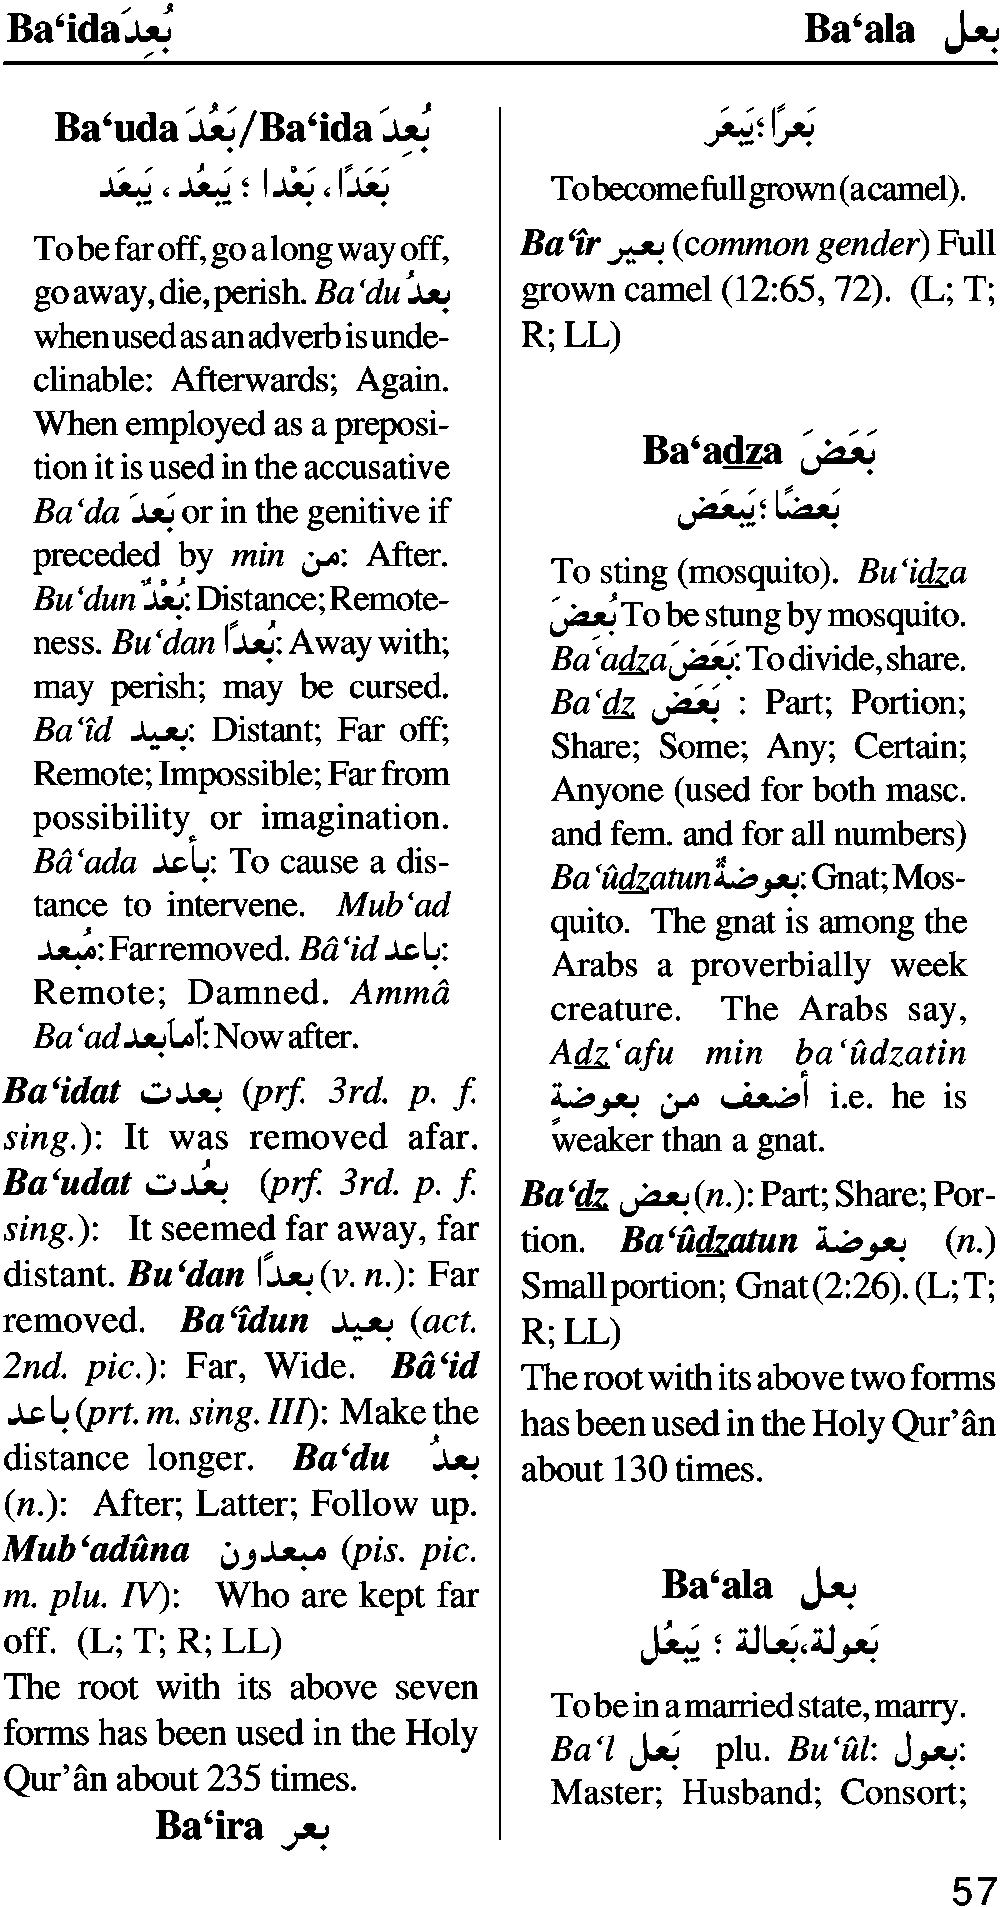 Ba‘ida بُعِدَ
Ba‘ala بعل
Ba‘uda بَعُدَ/Ba‘ida بُعِدَ
بَعَدًا، بَعْدا ؛ يَبعُد ، يَبعَد
To be far off, go a long way off,
go away, die, perish. Ba‘du بعدُ
when used as an adverb is unde-
clinable: Afterwards; Again.
When employed as a preposi-
tion it is used in the accusative
Ba‘da بَعدَ or in the genitive if
preceded by min من: After.
Bu‘dun بُعْدٌ: Distance; Remote-
ness. Bu‘dan بُعدًا: Away with;
may perish; may be cursed.
Ba‘îd بعيد: Distant; Far off;
Remote; Impossible; Far from
possibility or imagination.
Bâ‘ada بأعد: To cause a dis-
tance to intervene. Mub‘ad
مُبعد: Far removed. Bâ‘id باعد:
Remote; Damned. Ammâ
Ba‘ad آمابعد: Now after.
Ba‘idat بعدت (prf. 3rd. p. f.
sing.): It was removed afar.
Ba‘udat بعُدت (prf. 3rd. p. f.
sing.): It seemed far away, far
distant. Bu‘dan بعدًا (v. n.): Far
removed. Ba‘îdun بعيد (act.
2nd. pic.): Far, Wide. Bâ‘id
باعد (prt. m. sing. III): Make the
distance longer. Ba‘du بعدُ
(n.): After; Latter; Follow up.
Mub‘adûna مبعدون (pis. pic.
m. plu. IV): Who are kept far
off. (L; T; R; LL)
The root with its above seven
forms has been used in the Holy
Qur’ân about 235 times.
Ba‘ira بعر
بَعرًا؛يَبعَر
To become full grown (a camel).
Ba‘îr بعير (common gender) Full
grown camel (12:65, 72). (L; T;
R; LL)
Ba‘adza بَعَضَ
بَعضًا؛يَبعَض
To sting (mosquito). Bu‘idza
بُعِضَ To be stung by mosquito.
Ba‘adza بَعَضَ: To divide, share.
Ba‘dz بَعَض : Part; Portion;
Share; Some; Any; Certain;
Anyone (used for both masc.
and fem. and for all numbers)
Ba‘ûdzatun بعوضةٌ: Gnat; Mos-
quito. The gnat is among the
Arabs a proverbially week
creature. The Arabs say,
Adz‘afu min ba‘ûdzatin
أضعف من بعوضةٍ i.e. he is
weaker than a gnat.
Ba‘dz بعض (n.): Part; Share; Por-
tion. Ba‘ûdzatun بعوضة (n.)
Small portion; Gnat (2:26). (L; T;
R; LL)
The root with its above two forms
has been used in the Holy Qur’ân
about 130 times.
Ba‘ala بعل
بَعولة،بَعالة ؛ يَبعُل
To be in a married state, marry.
Ba‘l بَعل plu. Bu‘ûl: بعول:
Master; Husband; Consort;
57